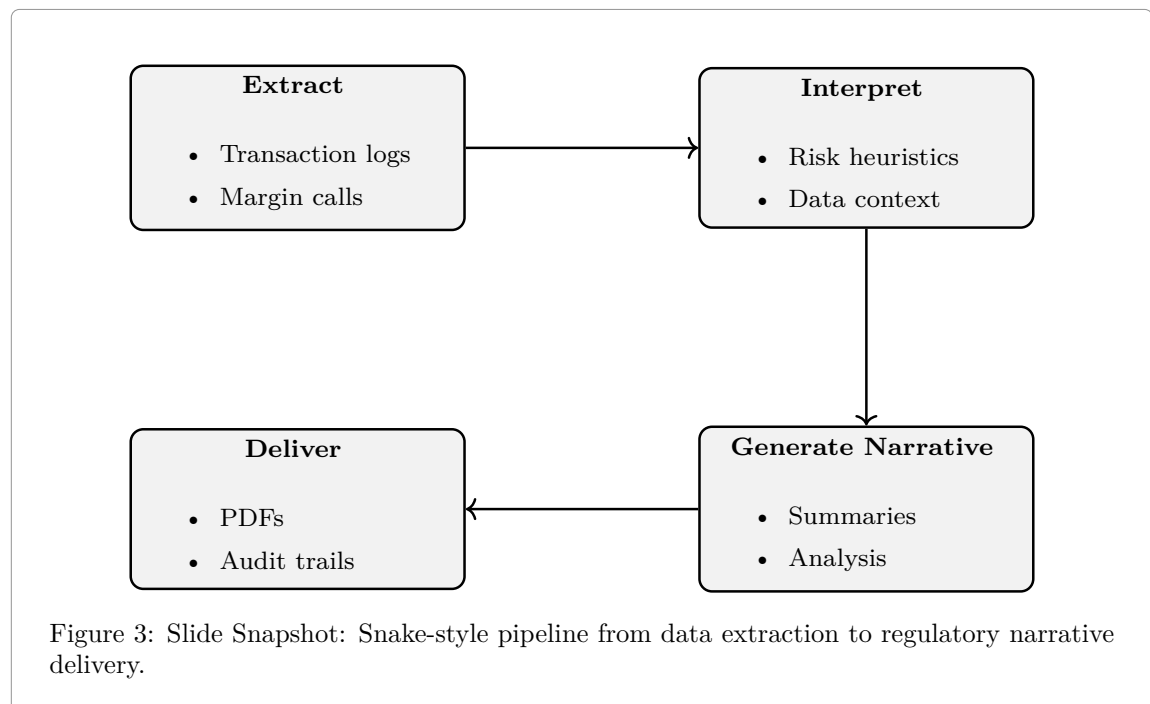 Extract
• Transaction logs
• Margin calls
Interpret
• Risk heuristics
• Data context
Deliver
• PDFs
• Audit trails
Generate Narrative
• Summaries
• Analysis
Figure 3: Slide Snapshot: Snake-style pipeline from data extraction to regulatory narrative
delivery.